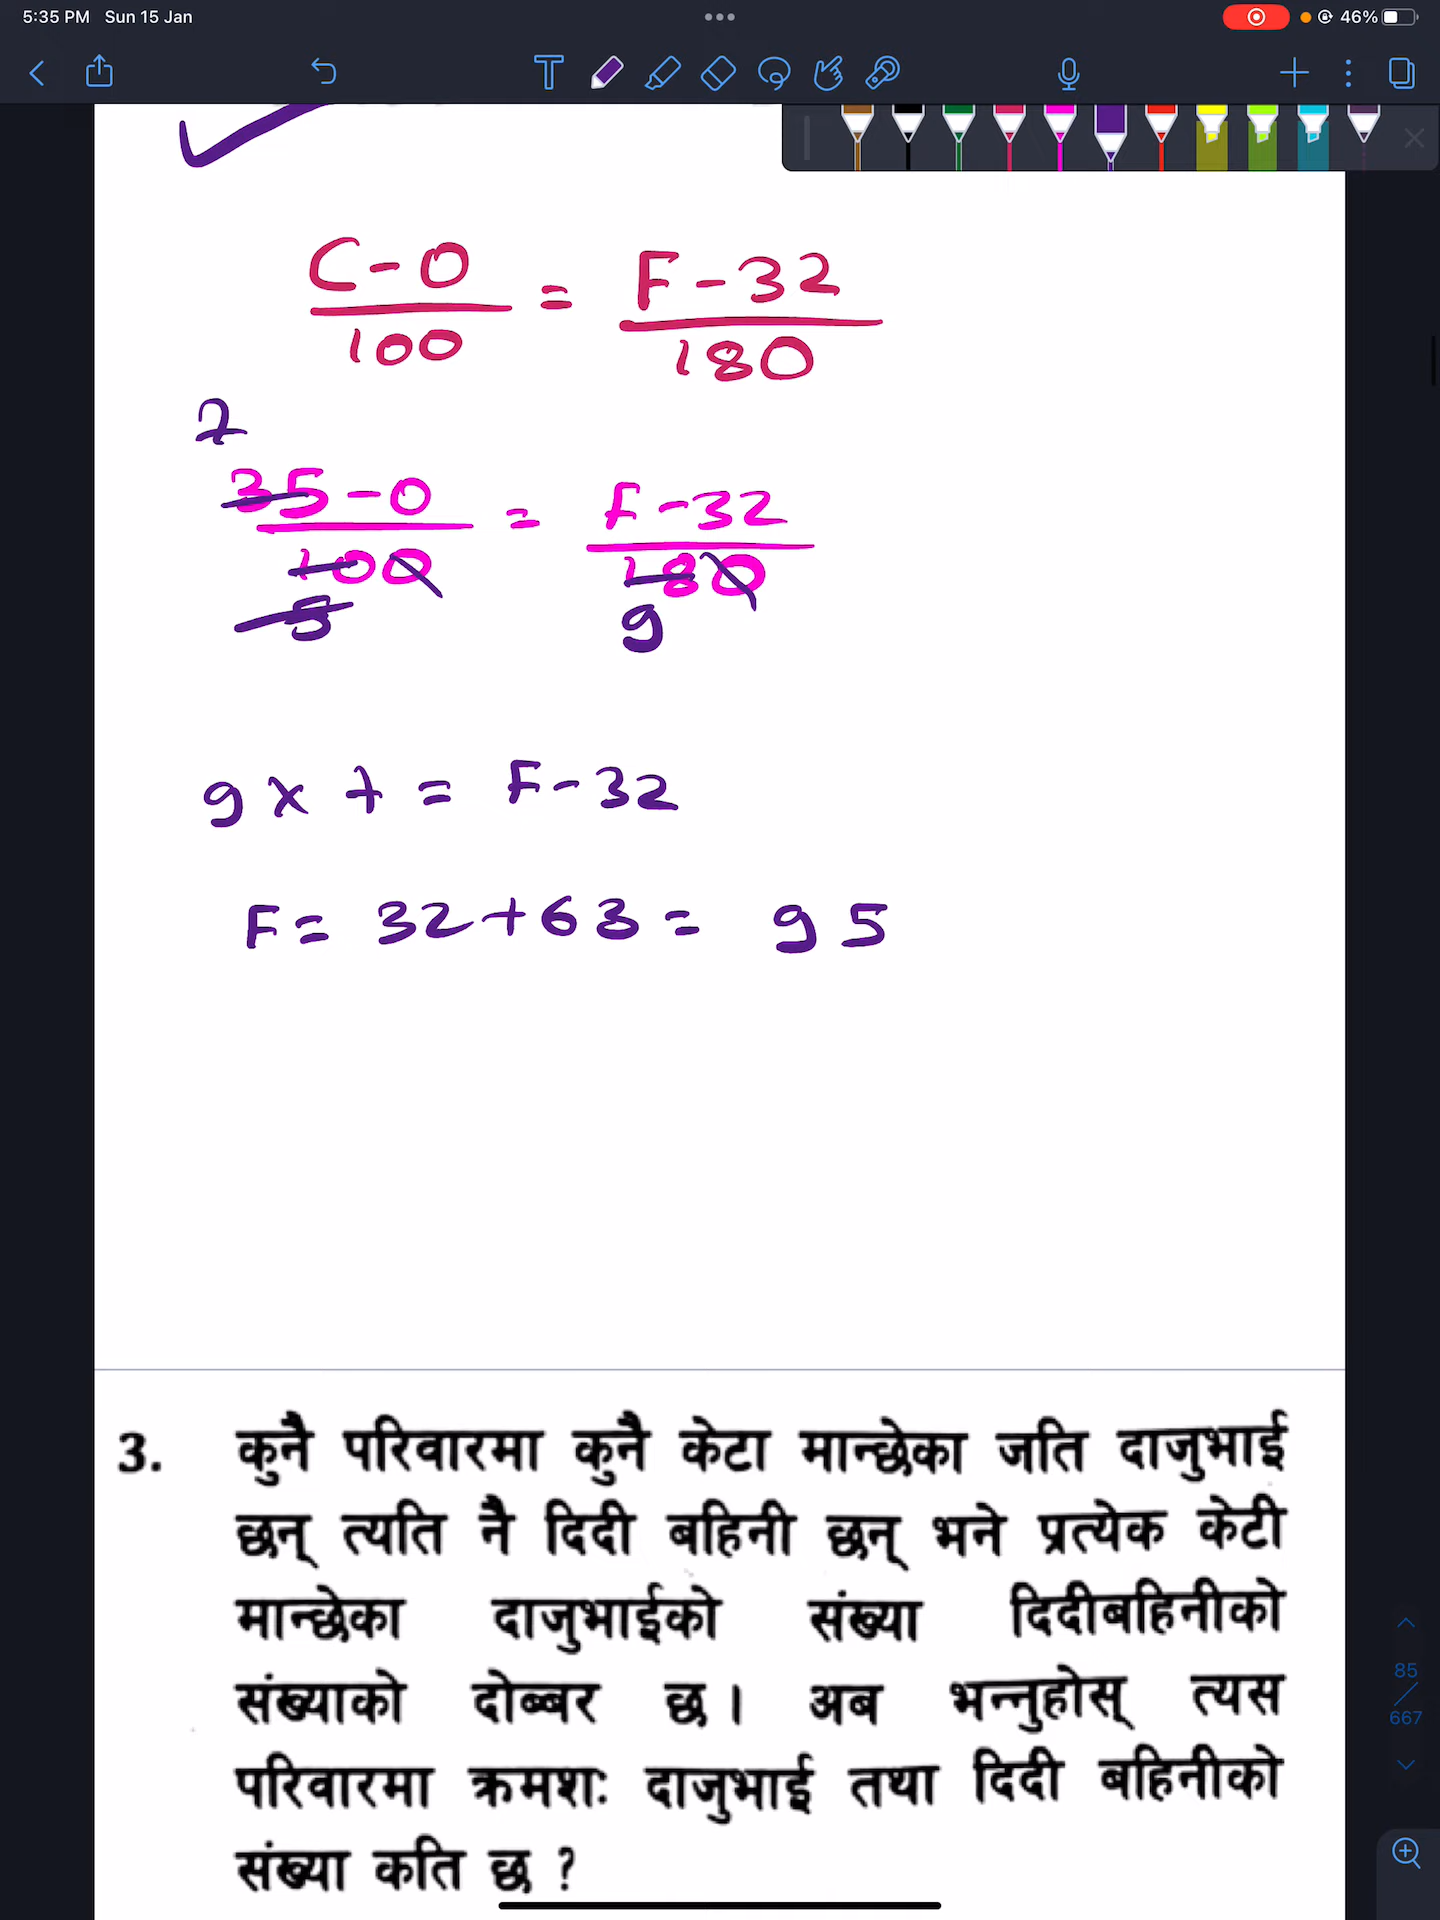 5:35 PM Sun 15 Jan
46%
C - 0 / 100 = F - 32 / 180
7
35 - 0 / 100 = F - 32 / 180
5 9
9 x 7 = F - 32
F = 32 + 63 = 95
3. कुनै परिवारमा कुनै केटा मान्छेका जति दाजुभाई
छन् त्यति नै दिदी बहिनी छन् भने प्रत्येक केटी
मान्छेका दाजुभाईको संख्या दिदीबहिनीको
संख्याको दोब्बर छ। अब भन्नुहोस् त्यस
परिवारमा क्रमशः दाजुभाई तथा दिदी बहिनीको
संख्या कति छ ?
85
667